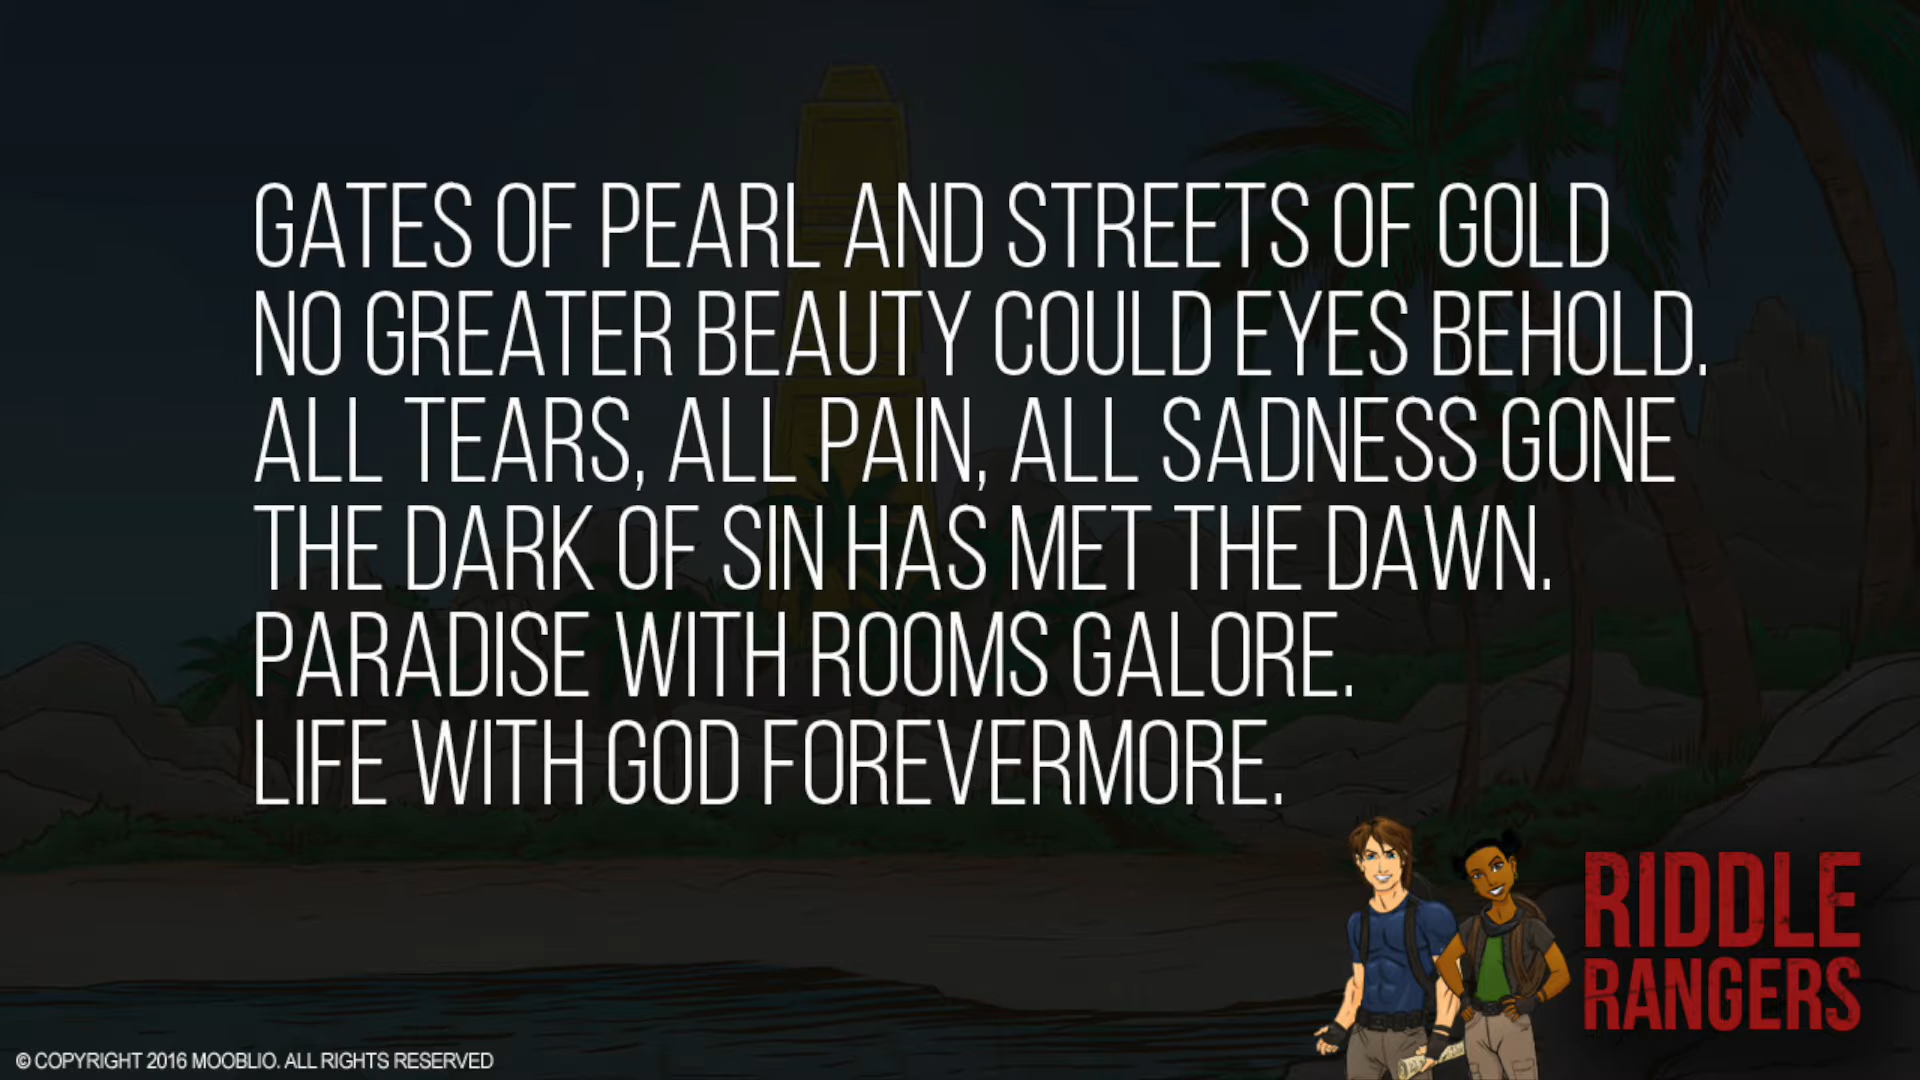 GATES OF PEARL AND STREETS OF GOLD
NO GREATER BEAUTY COULD EYES BEHOLD.
ALL TEARS, ALL PAIN, ALL SADNESS GONE
THE DARK OF SIN HAS MET THE DAWN.
PARADISE WITH ROOMS GALORE.
LIFE WITH GOD FOREVERMORE.
RIDDLE
RANGERS
© COPYRIGHT 2016 MOOBLIO. ALL RIGHTS RESERVED